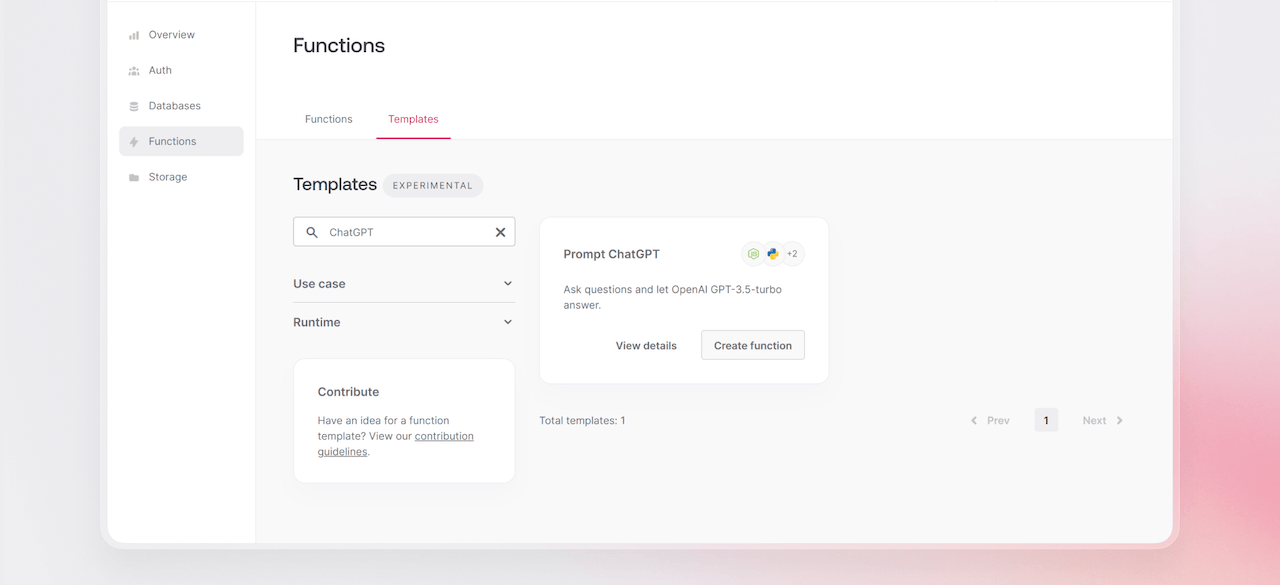 Overview
Auth
Databases
Functions
Storage
Functions
Functions
Templates
Templates
EXPERIMENTAL
ChatGPT
Use case
Runtime
Contribute
Have an idea for a function
template? View our contribution
guidelines.
Prompt ChatGPT
+2
Ask questions and let OpenAI GPT-3.5-turbo
answer.
View details
Create function
Total templates: 1
Prev
1
Next